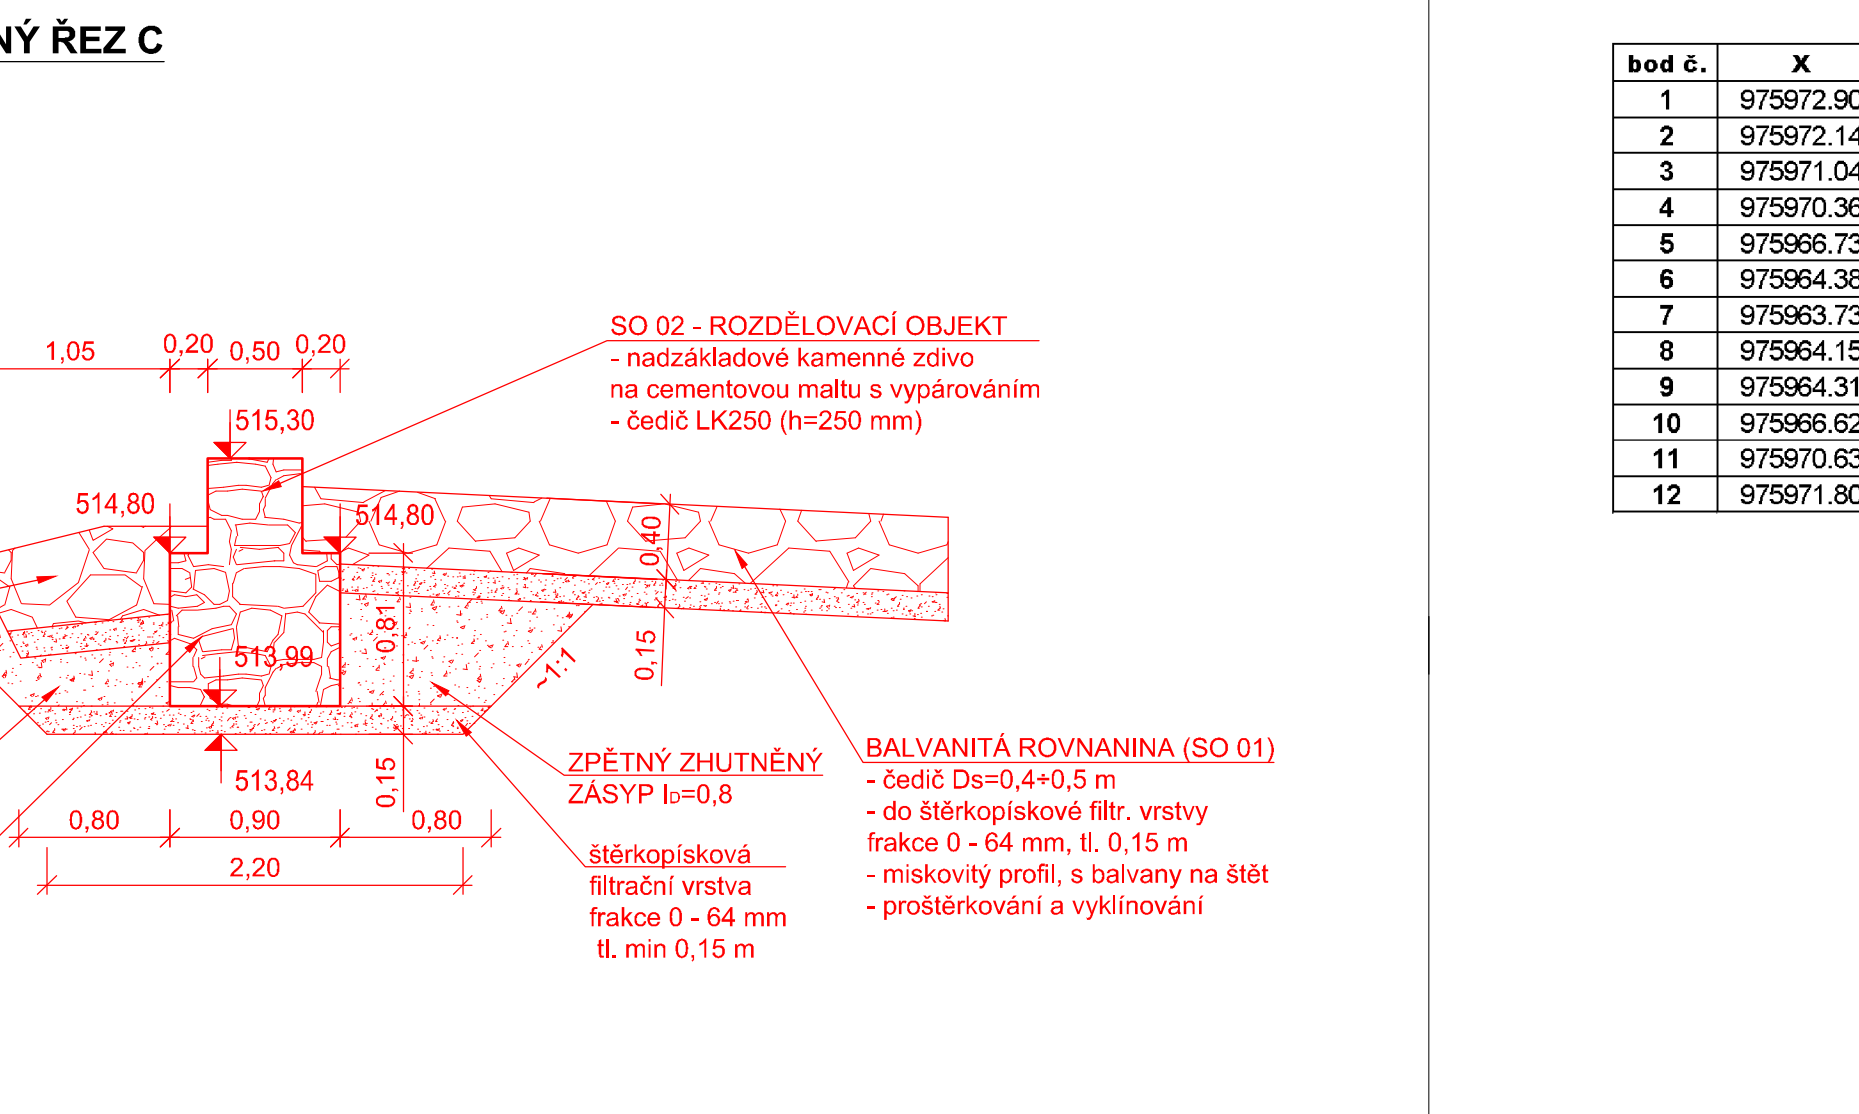 NÝ ŘEZ C
1,05
0,20
0,50
0,20
515,30
514,80
514,80
0,40
0,81
513,99
0,15
~1:1
0,15
513,84
0,80
0,90
0,80
2,20
SO 02 - ROZDĚLOVACÍ OBJEKT
- nadzákladové kamenné zdivo
na cementovou maltu s vypárováním
- čedič LK250 (h=250 mm)
ZPĚTNÝ ZHUTNĚNÝ
ZÁSYP ID=0,8
štěrkopísková
filtrační vrstva
frakce 0 - 64 mm
tl. min 0,15 m
BALVANITÁ ROVNANINA (SO 01)
- čedič Ds=0,4÷0,5 m
- do štěrkopískové filtr. vrstvy
frakce 0 - 64 mm, tl. 0,15 m
- miskovitý profil, s balvany na štět
- proštěrkování a vyklínování
bod č. X
1 975972.90
2 975972.14
3 975971.04
4 975970.36
5 975966.73
6 975964.38
7 975963.73
8 975964.15
9 975964.31
10 975966.62
11 975970.63
12 975971.80